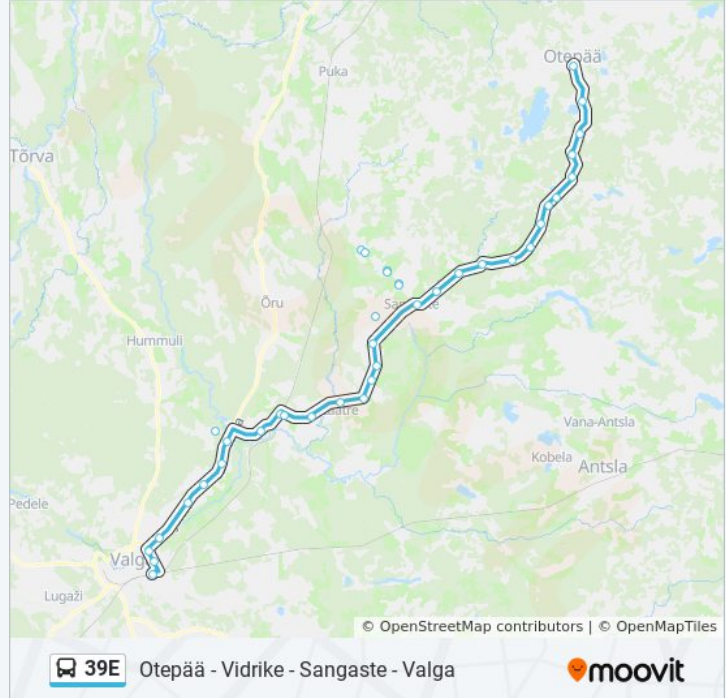 Otepää
Puka
Tõrva
Sangaste
Õru
Hummuli
Vana-Antsla
Kobela
Antsla
Pedele
Valga
Lugaži
© OpenStreetMap contributors | © OpenMapTiles
39E Otepää - Vidrike - Sangaste - Valga
moovit